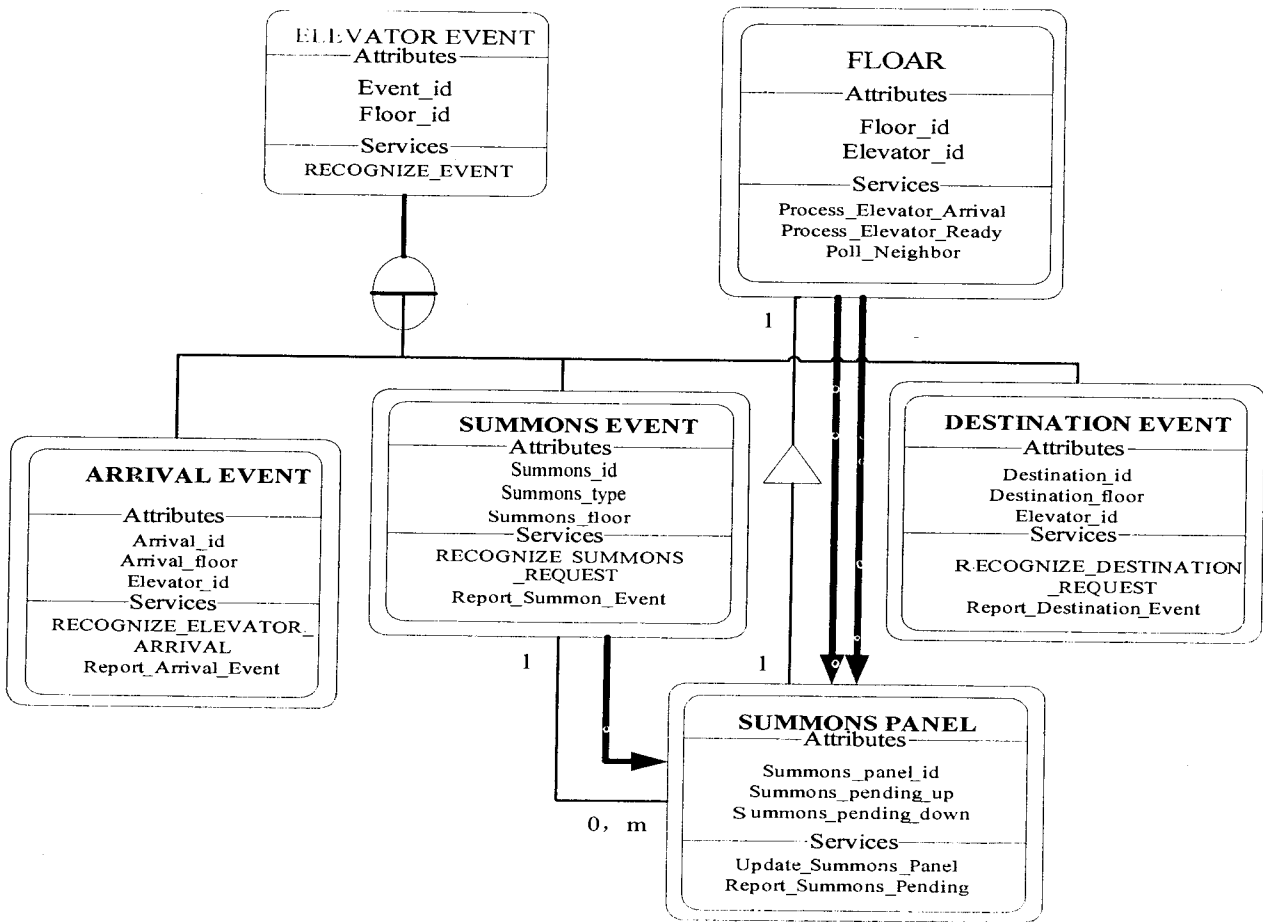 ELEVATOR EVENT
Attributes
Event_id
Floor_id
Services
RECOGNIZE_EVENT
FLOAR
Attributes
Floor_id
Elevator_id
Services
Process_Elevator_Arrival
Process_Elevator_Ready
Poll_Neighbor
1
ARRIVAL EVENT
Attributes
Arrival_id
Arrival_floor
Elevator_id
Services
RECOGNIZE_ELEVATOR_
ARRIVAL
Report_Arrival_Event
SUMMONS EVENT
Attributes
Summons_id
Summons_type
Summons_floor
Services
RECOGNIZE_SUMMONS
_REQUEST
Report_Summon_Event
DESTINATION EVENT
Attributes
Destination_id
Destination_floor
Elevator_id
Services
RECOGNIZE_DESTINATION
_REQUEST
Report_Destination_Event
1
1
0, m
SUMMONS PANEL
Attributes
Summons_panel_id
Summons_pending_up
Summons_pending_down
Services
Update_Summons_Panel
Report_Summons_Pending